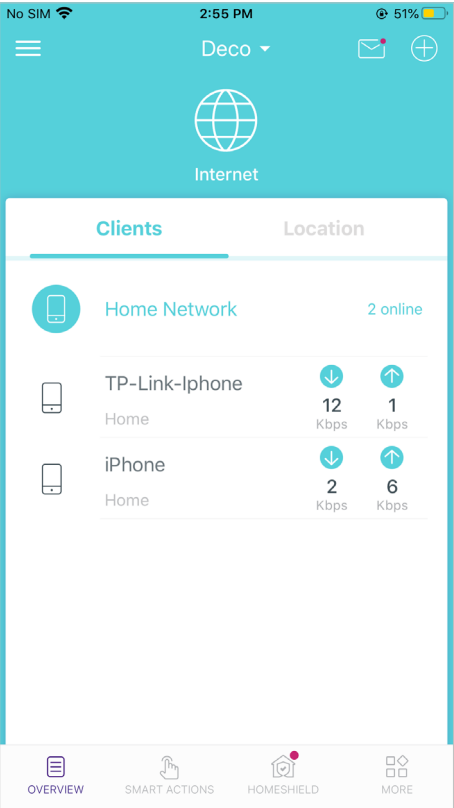 No SIM 2:55 PM 51%
Deco
Internet
Clients Location
Home Network 2 online
TP-Link-Iphone
Home
12 1
Kbps Kbps
iPhone
Home
2 6
Kbps Kbps
OVERVIEW SMART ACTIONS HOMESHIELD MORE